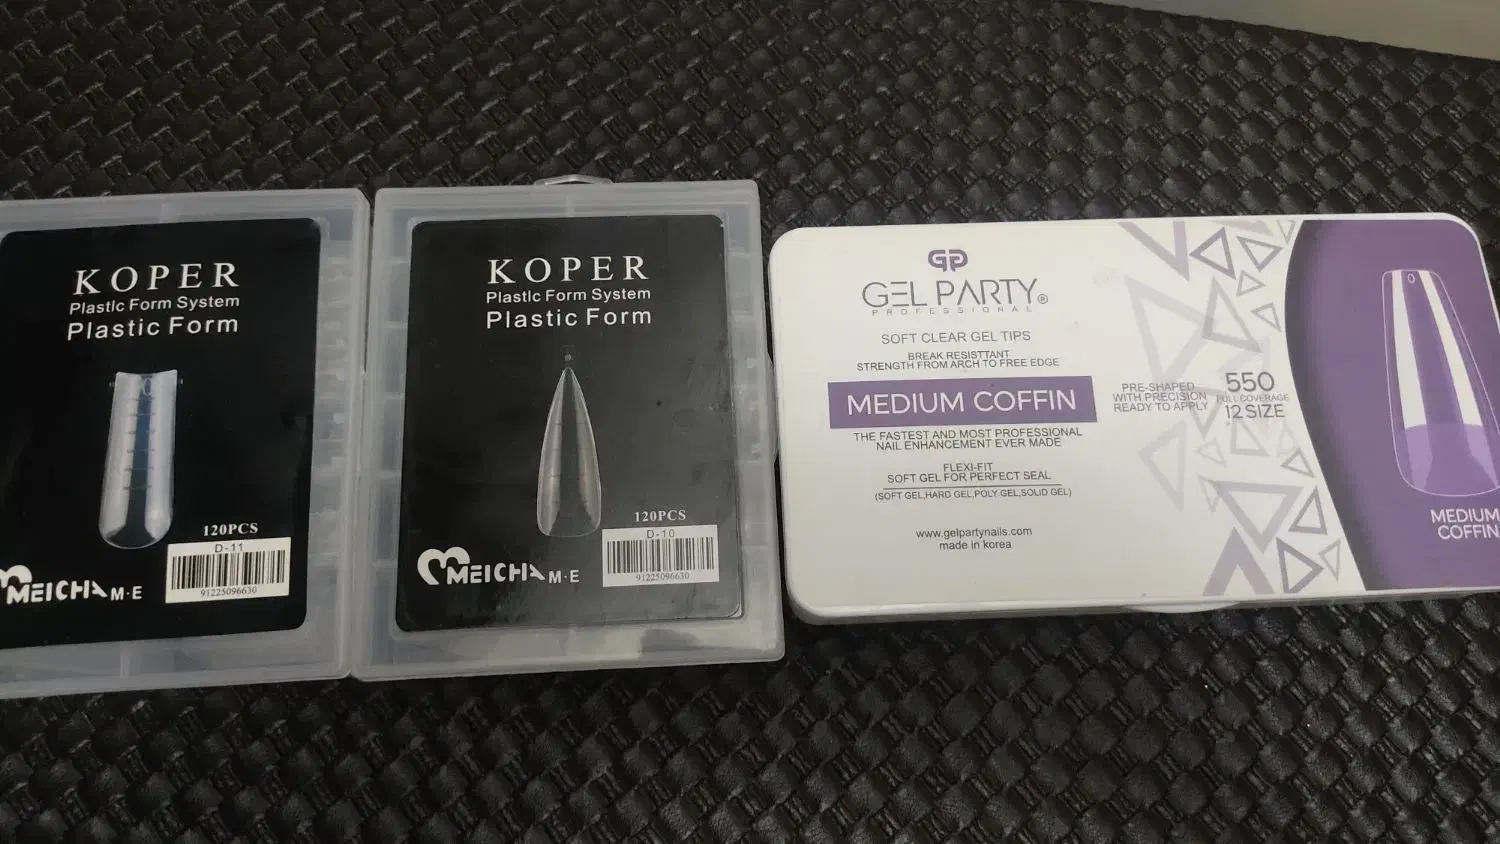 KOPER
Plastic Form System
Plastic Form
120PCS
D-11
91225096630
MEICHA M·E
KOPER
Plastic Form System
Plastic Form
120PCS
D-10
91225096630
MEICHA M·E
GP
GEL PARTY®
PROFESSIONAL
SOFT CLEAR GEL TIPS
BREAK RESISTTANT
STRENGTH FROM ARCH TO FREE EDGE
MEDIUM COFFIN
THE FASTEST AND MOST PROFESSIONAL
NAIL ENHANCEMENT EVER MADE
FLEXI-FIT
SOFT GEL FOR PERFECT SEAL
(SOFT GEL,HARD GEL,POLY GEL,SOLID GEL)
www.gelpartynails.com
made in korea
PRE-SHAPED
WITH PRECISION
READY TO APPLY
550
FULL COVERAGE
12 SIZE
0
MEDIUM
COFFIN